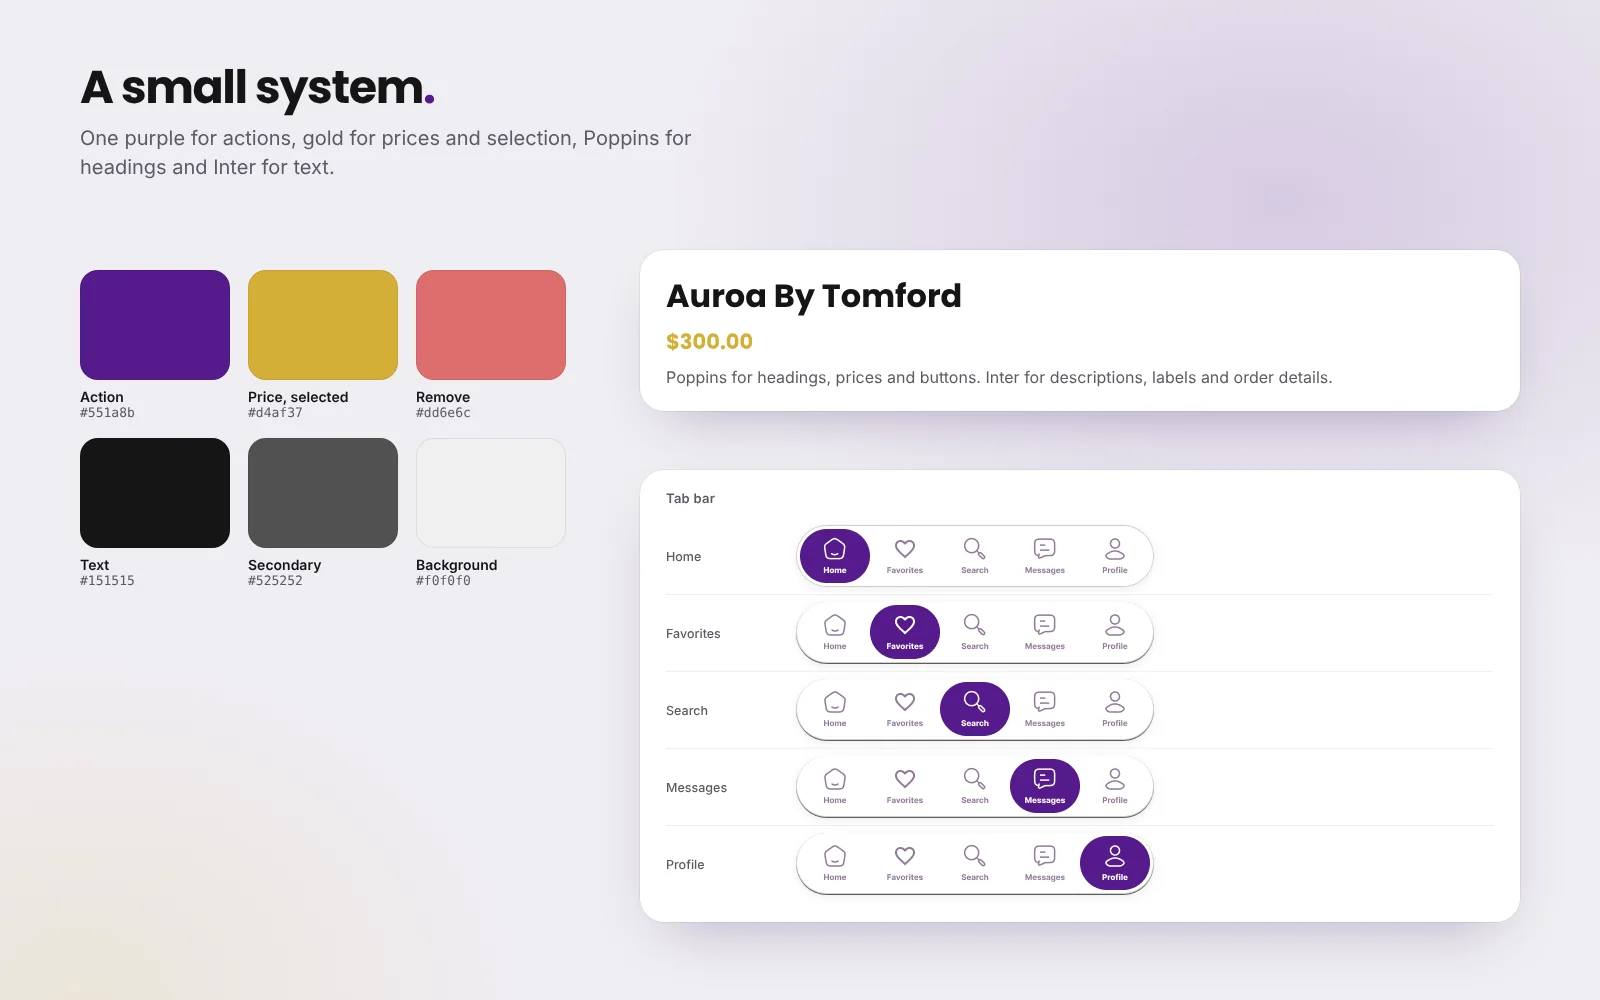 A small system.
One purple for actions, gold for prices and selection, Poppins for
headings and Inter for text.
Action
#551a8b
Price, selected
#d4af37
Remove
#dd6e6c
Text
#151515
Secondary
#525252
Background
#f0f0f0
Auroa By Tomford
$300.00
Poppins for headings, prices and buttons. Inter for descriptions, labels and order details.
Tab bar
Home
Home Favorites Search Messages Profile
Favorites
Home Favorites Search Messages Profile
Search
Home Favorites Search Messages Profile
Messages
Home Favorites Search Messages Profile
Profile
Home Favorites Search Messages Profile